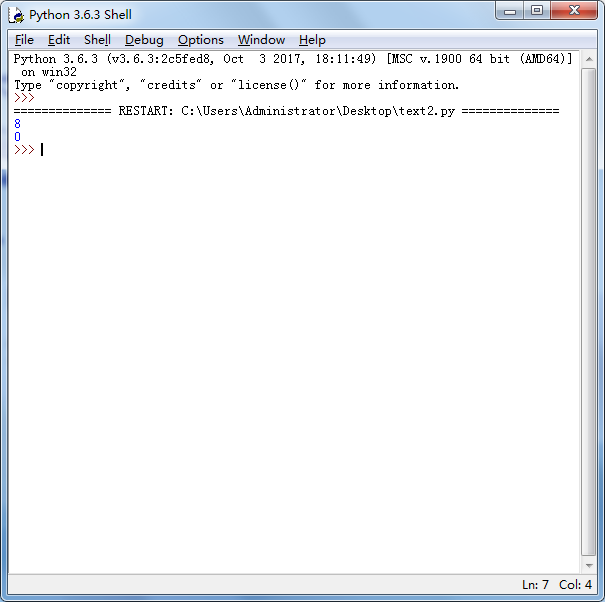 Python 3.6.3 Shell
File Edit Shell Debug Options Window Help
Python 3.6.3 (v3.6.3:2c5fed8, Oct  3 2017, 18:11:49) [MSC v.1900 64 bit (AMD64)]
 on win32
Type "copyright", "credits" or "license()" for more information.
>>>
============== RESTART: C:\Users\Administrator\Desktop\text2.py ==============
8
0
>>>
Ln: 7 Col: 4